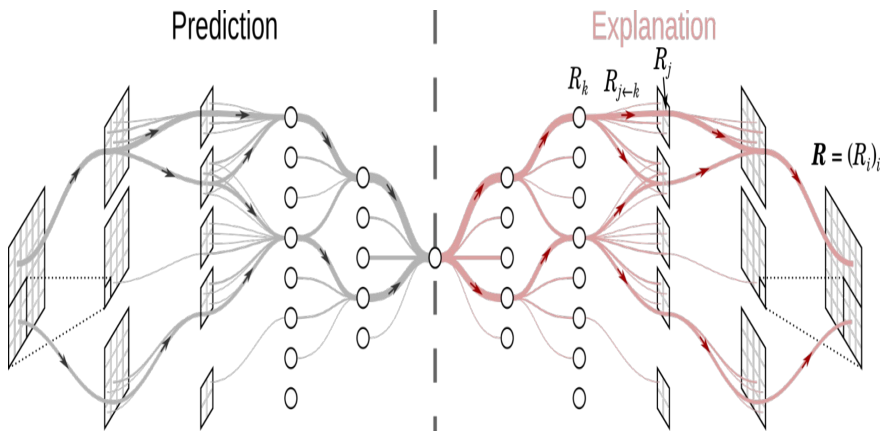 Prediction
Explanation
R_k
R_{j←k}
R_j
R = (R_i)_i